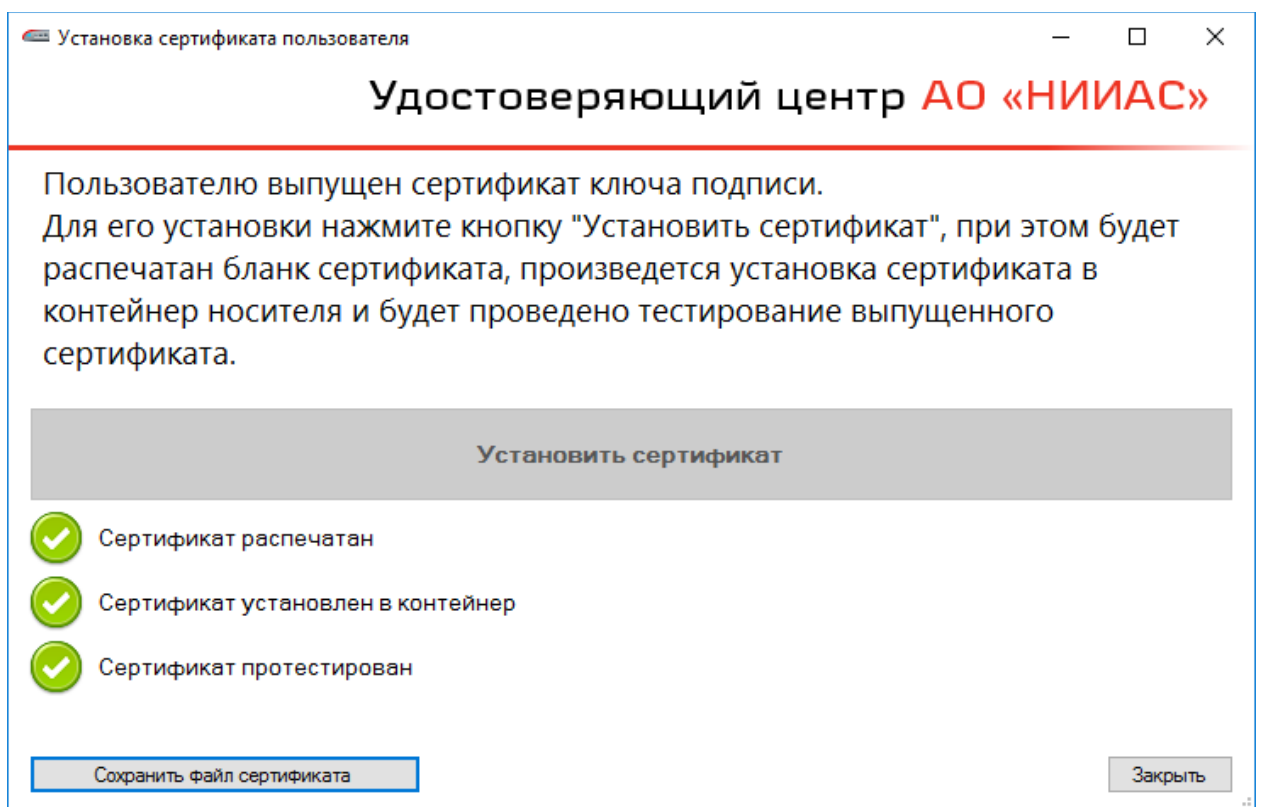 Установка сертификата пользователя
Удостоверяющий центр АО «НИИАС»
Пользователю выпущен сертификат ключа подписи.
Для его установки нажмите кнопку "Установить сертификат", при этом будет
распечатан бланк сертификата, произведется установка сертификата в
контейнер носителя и будет проведено тестирование выпущенного
сертификата.
Установить сертификат
Сертификат распечатан
Сертификат установлен в контейнер
Сертификат протестирован
Сохранить файл сертификата
Закрыть